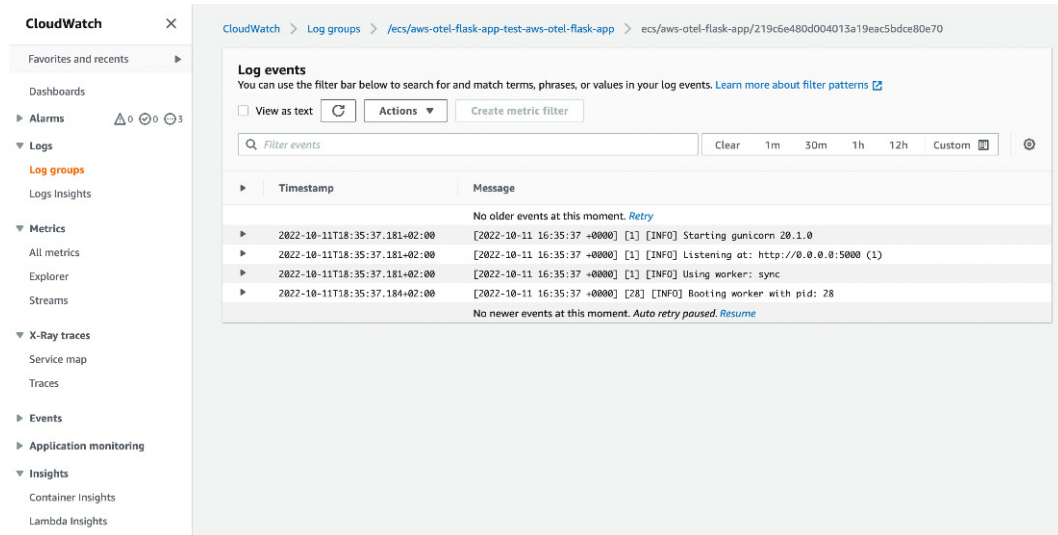 CloudWatch
Favorites and recents
Dashboards
Alarms 0 0 3
Logs
Log groups
Logs Insights
Metrics
All metrics
Explorer
Streams
X-Ray traces
Service map
Traces
Events
Application monitoring
Insights
Container Insights
Lambda Insights
CloudWatch > Log groups > /ecs/aws-otel-flask-app-test-aws-otel-flask-app > ecs/aws-otel-flask-app/219c6e480d004013a19eac5bdce80e70
Log events
You can use the filter bar below to search for and match terms, phrases, or values in your log events. Learn more about filter patterns
View as text Actions Create metric filter
Filter events Clear 1m 30m 1h 12h Custom
Timestamp Message
No older events at this moment. Retry
2022-10-11T18:35:37.181+02:00 [2022-10-11 16:35:37 +0000] [1] [INFO] Starting gunicorn 20.1.0
2022-10-11T18:35:37.181+02:00 [2022-10-11 16:35:37 +0000] [1] [INFO] Listening at: http://0.0.0.0:5000 (1)
2022-10-11T18:35:37.181+02:00 [2022-10-11 16:35:37 +0000] [1] [INFO] Using worker: sync
2022-10-11T18:35:37.184+02:00 [2022-10-11 16:35:37 +0000] [28] [INFO] Booting worker with pid: 28
No newer events at this moment. Auto retry paused. Resume